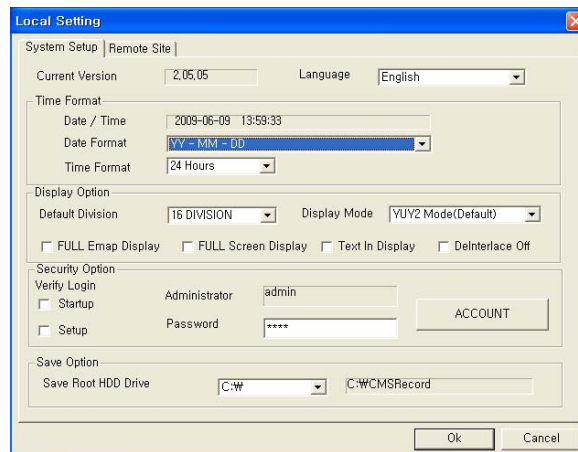 Local Setting
System Setup Remote Site
Current Version 2,05,05 Language English
Time Format
Date / Time 2009-06-09 13:59:33
Date Format YY - MM - DD
Time Format 24 Hours
Display Option
Default Division 16 DIVISION Display Mode YUY2 Mode(Default)
FULL Emap Display FULL Screen Display Text In Display DeInterlace Off
Security Option
Verify Login
Startup Administrator admin
Setup Password **** ACCOUNT
Save Option
Save Root HDD Drive C:₩ C:₩CMSRecord
Ok Cancel